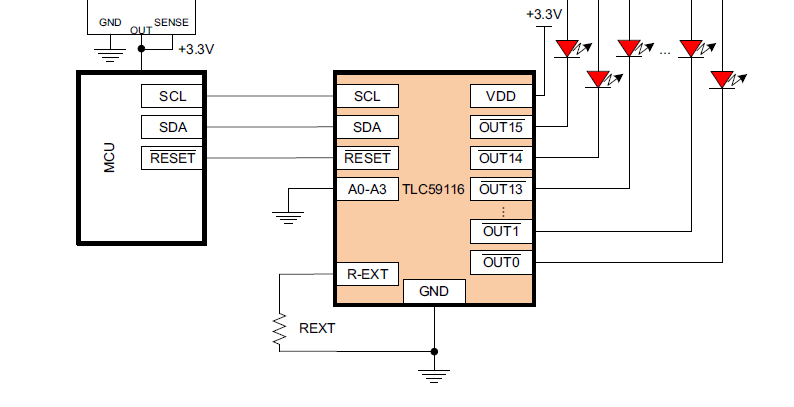 GND
OUT
SENSE
+3.3V
+3.3V
MCU
SCL
SDA
RESET
SCL
SDA
RESET
A0-A3
R-EXT
TLC59116
GND
VDD
OUT15
OUT14
OUT13
⋮
OUT1
OUT0
...
REXT